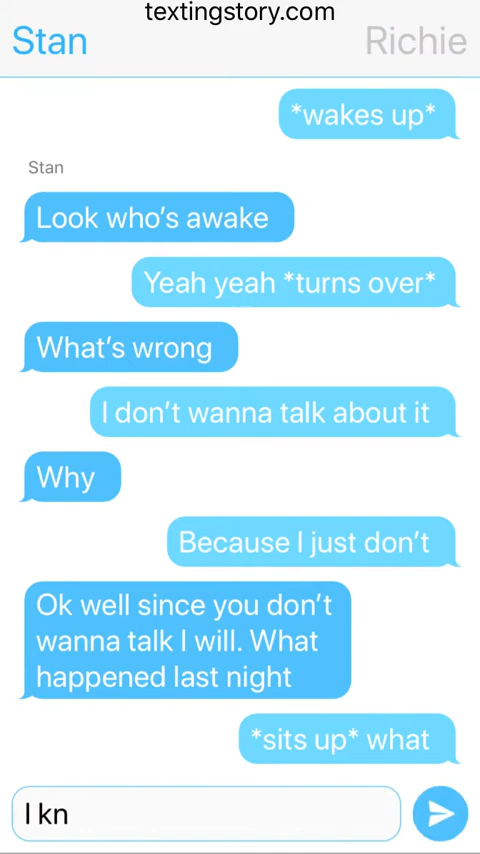 textingstory.com
Stan
Richie
*wakes up*
Stan
Look who’s awake
Yeah yeah *turns over*
What’s wrong
I don’t wanna talk about it
Why
Because I just don’t
Ok well since you don’t
wanna talk I will. What
happened last night
*sits up* what
I kn